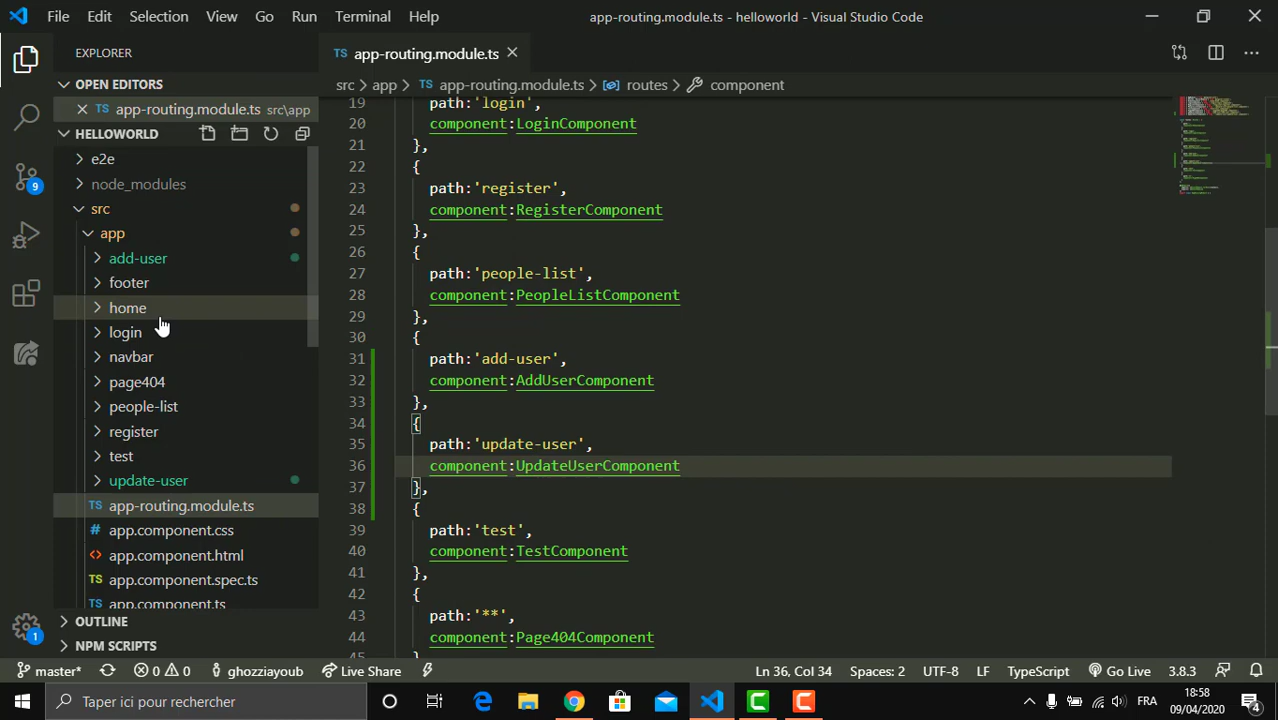 File Edit Selection View Go Run Terminal Help app-routing.module.ts - helloworld - Visual Studio Code
EXPLORER
OPEN EDITORS
TS app-routing.module.ts src\app
HELLOWORLD
e2e
node_modules
src
app
add-user
footer
home
login
navbar
page404
people-list
register
test
update-user
TS app-routing.module.ts
# app.component.css
<> app.component.html
TS app.component.spec.ts
app.component.ts
OUTLINE
NPM SCRIPTS
9
1
TS app-routing.module.ts
src > app > TS app-routing.module.ts > routes > component
19 path:'login',
20 component:LoginComponent
21 },
22 {
23 path:'register',
24 component:RegisterComponent
25 },
26 {
27 path:'people-list',
28 component:PeopleListComponent
29 },
30 {
31 path:'add-user',
32 component:AddUserComponent
33 },
34 {
35 path:'update-user',
36 component:UpdateUserComponent
37 },
38 {
39 path:'test',
40 component:TestComponent
41 },
42 {
43 path:'**',
44 component:Page404Component
master* 0 0 ghozziayoub Live Share Ln 36, Col 34 Spaces: 2 UTF-8 LF TypeScript Go Live 3.8.3
Taper ici pour rechercher FRA 18:58
09/04/2020 4